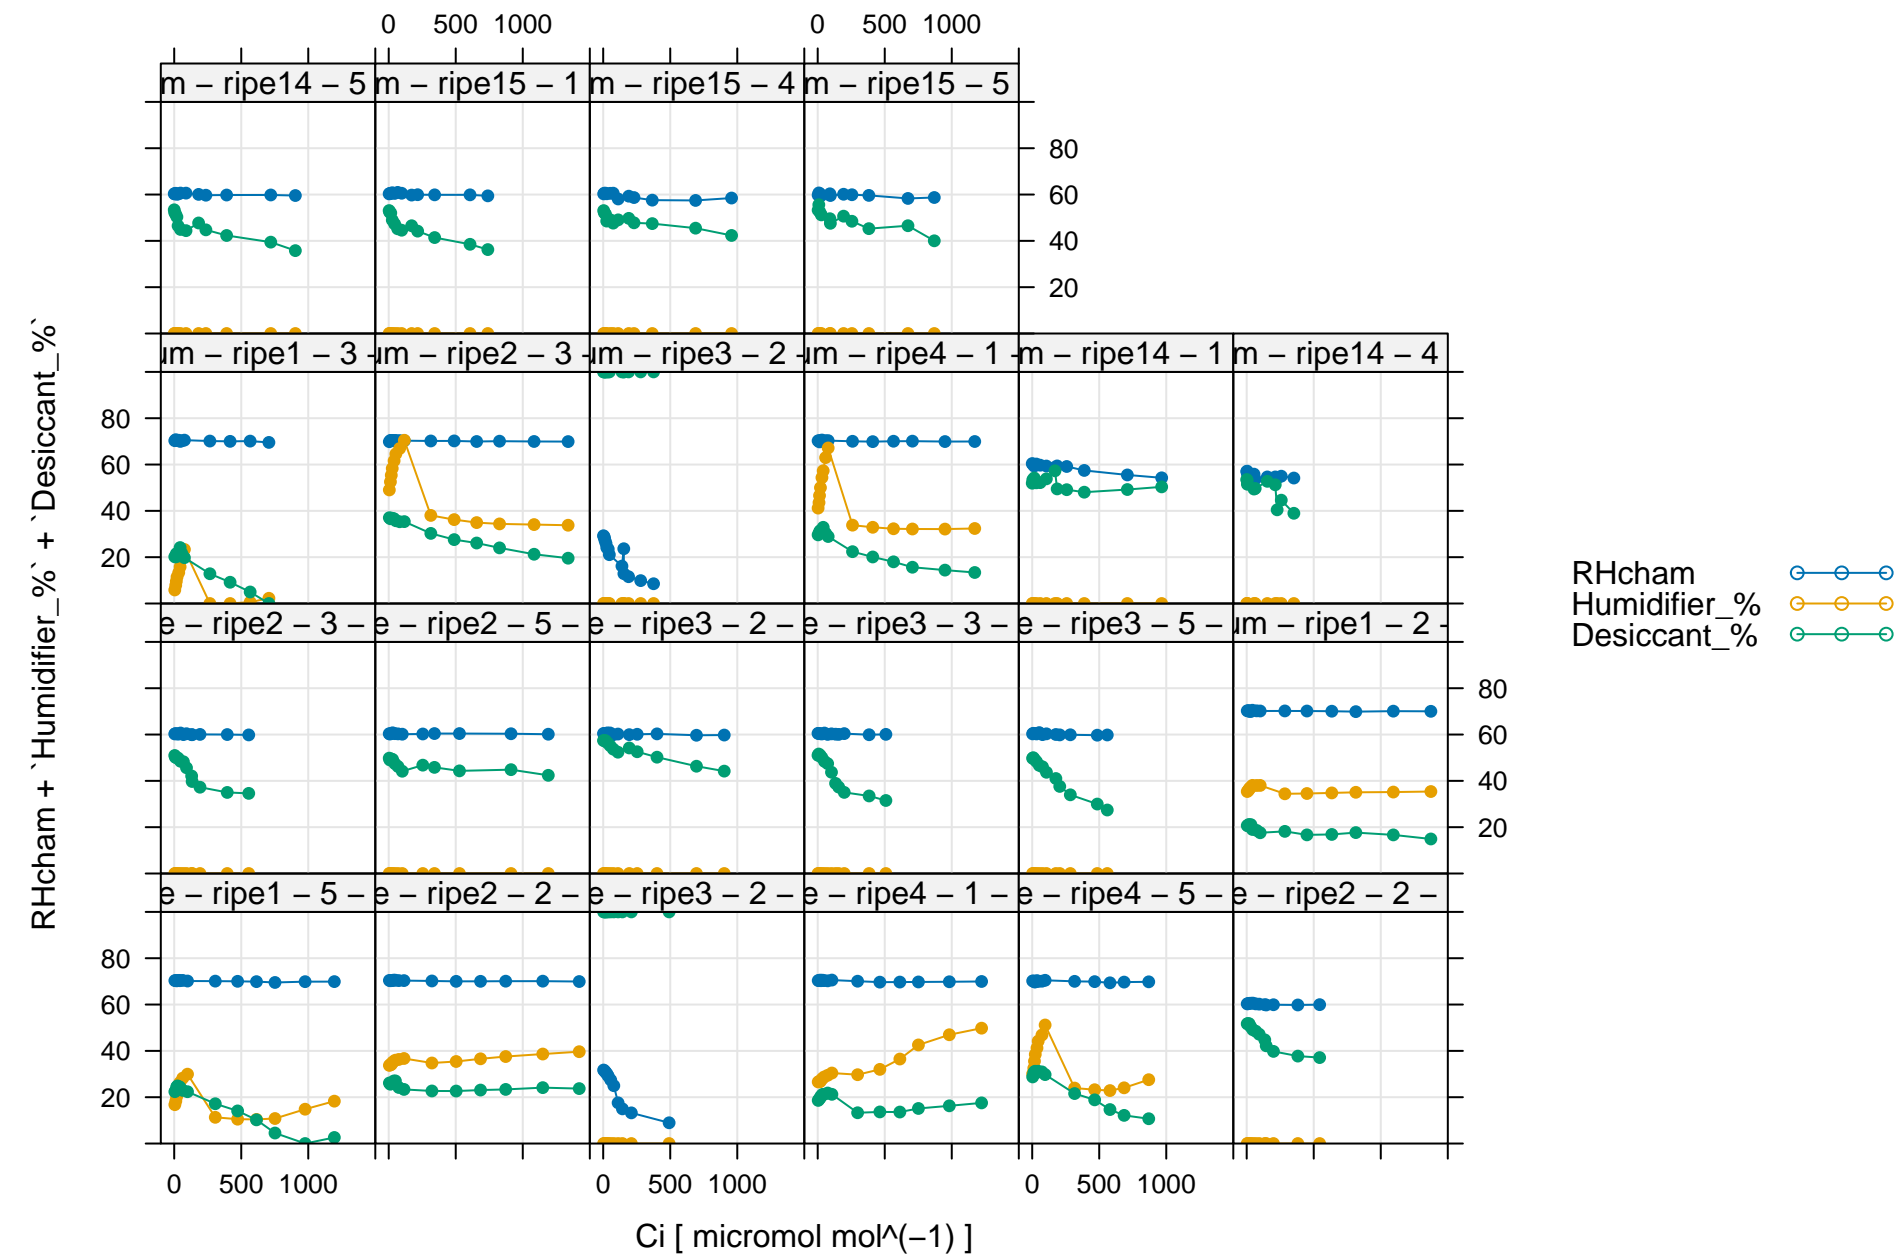 0 500 1000 0 500 1000
m − ripe14 − 5 m − ripe15 − 1 m − ripe15 − 4 m − ripe15 − 5
80
60
40
20
um − ripe1 − 3 − um − ripe2 − 3 − um − ripe3 − 2 − um − ripe4 − 1 − m − ripe14 − 1 m − ripe14 − 4
80
60
40
20
e − ripe2 − 3 − e − ripe2 − 5 − e − ripe3 − 2 − e − ripe3 − 3 − e − ripe3 − 5 − um − ripe1 − 2 −
80
60
40
20
e − ripe1 − 5 − e − ripe2 − 2 − e − ripe3 − 2 − e − ripe4 − 1 − e − ripe4 − 5 − e − ripe2 − 2 −
80
60
40
20
0 500 1000 0 500 1000 0 500 1000
Ci [ micromol mol^(−1) ]
RHcham + `Humidifier_%` + `Desiccant_%`
RHcham
Humidifier_%
Desiccant_%